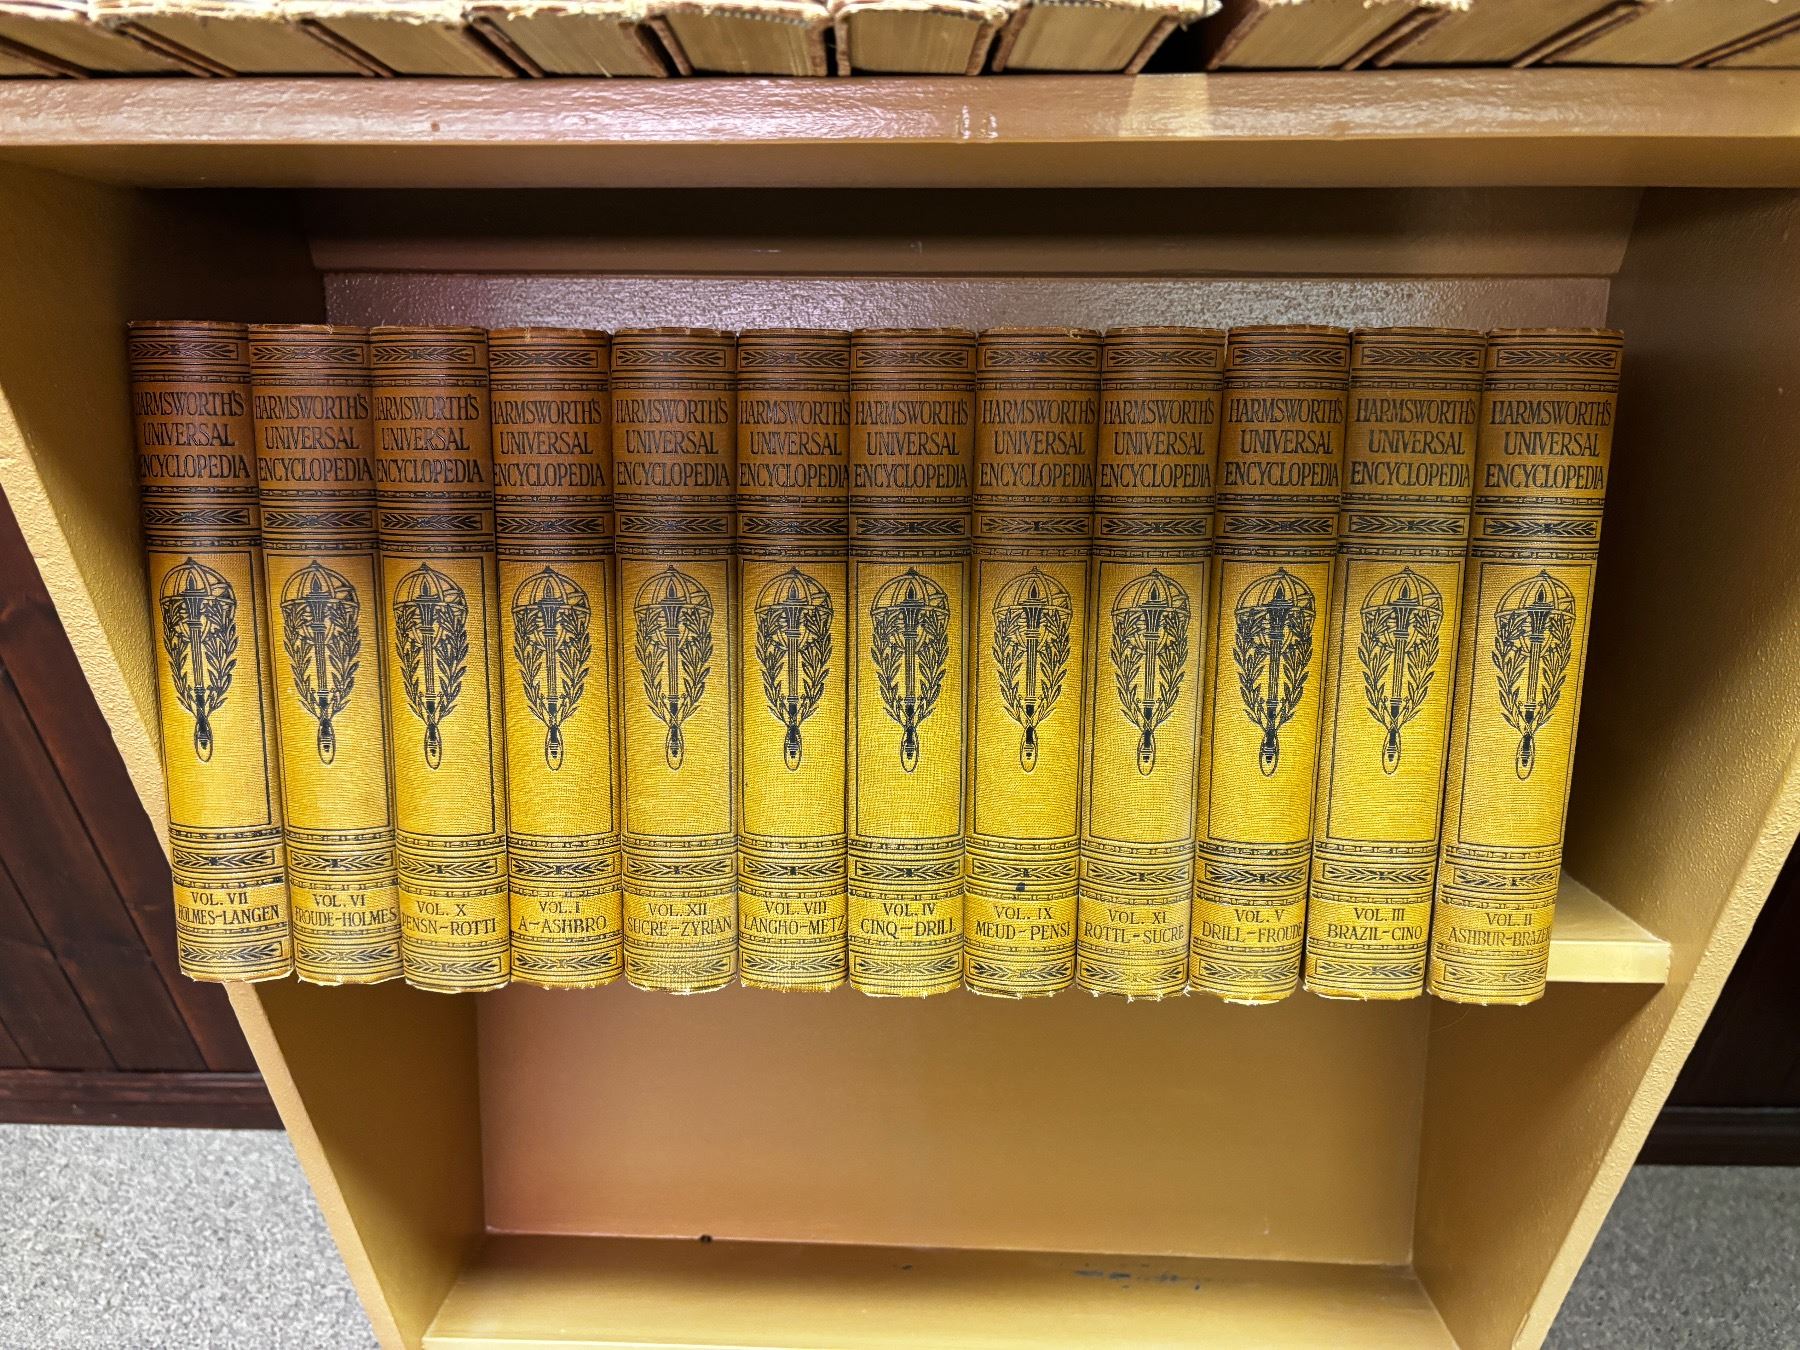 HARMSWORTH'S
UNIVERSAL
ENCYCLOPEDIA
VOL. VII
HOLMES-LANGEN
HARMSWORTH'S
UNIVERSAL
ENCYCLOPEDIA
VOL. VI
FROUDE-HOLMES
HARMSWORTH'S
UNIVERSAL
ENCYCLOPEDIA
VOL. X
PENSN-ROTTI
HARMSWORTH'S
UNIVERSAL
ENCYCLOPEDIA
VOL. I
A-ASHBRO
HARMSWORTH'S
UNIVERSAL
ENCYCLOPEDIA
VOL. XII
SUCRE-ZYRIAN
HARMSWORTH'S
UNIVERSAL
ENCYCLOPEDIA
VOL. VIII
LANGHO-METZ
HARMSWORTH'S
UNIVERSAL
ENCYCLOPEDIA
VOL. IV
CINQ-DRILL
HARMSWORTH'S
UNIVERSAL
ENCYCLOPEDIA
VOL. IX
MEUD-PENSI
HARMSWORTH'S
UNIVERSAL
ENCYCLOPEDIA
VOL. XI
ROTTL-SUCRE
HARMSWORTH'S
UNIVERSAL
ENCYCLOPEDIA
VOL. V
DRILL-FROUDE
HARMSWORTH'S
UNIVERSAL
ENCYCLOPEDIA
VOL. III
BRAZIL-CINO
HARMSWORTH'S
UNIVERSAL
ENCYCLOPEDIA
VOL. II
ASHBUR-BRAZIL